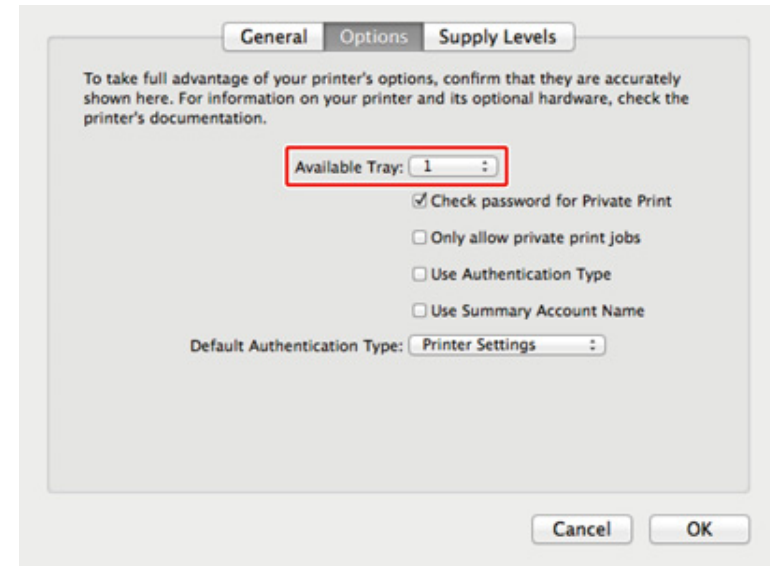 General Options Supply Levels
To take full advantage of your printer's options, confirm that they are accurately
shown here. For information on your printer and its optional hardware, check the
printer's documentation.
Available Tray: 1
Check password for Private Print
Only allow private print jobs
Use Authentication Type
Use Summary Account Name
Default Authentication Type: Printer Settings
Cancel OK